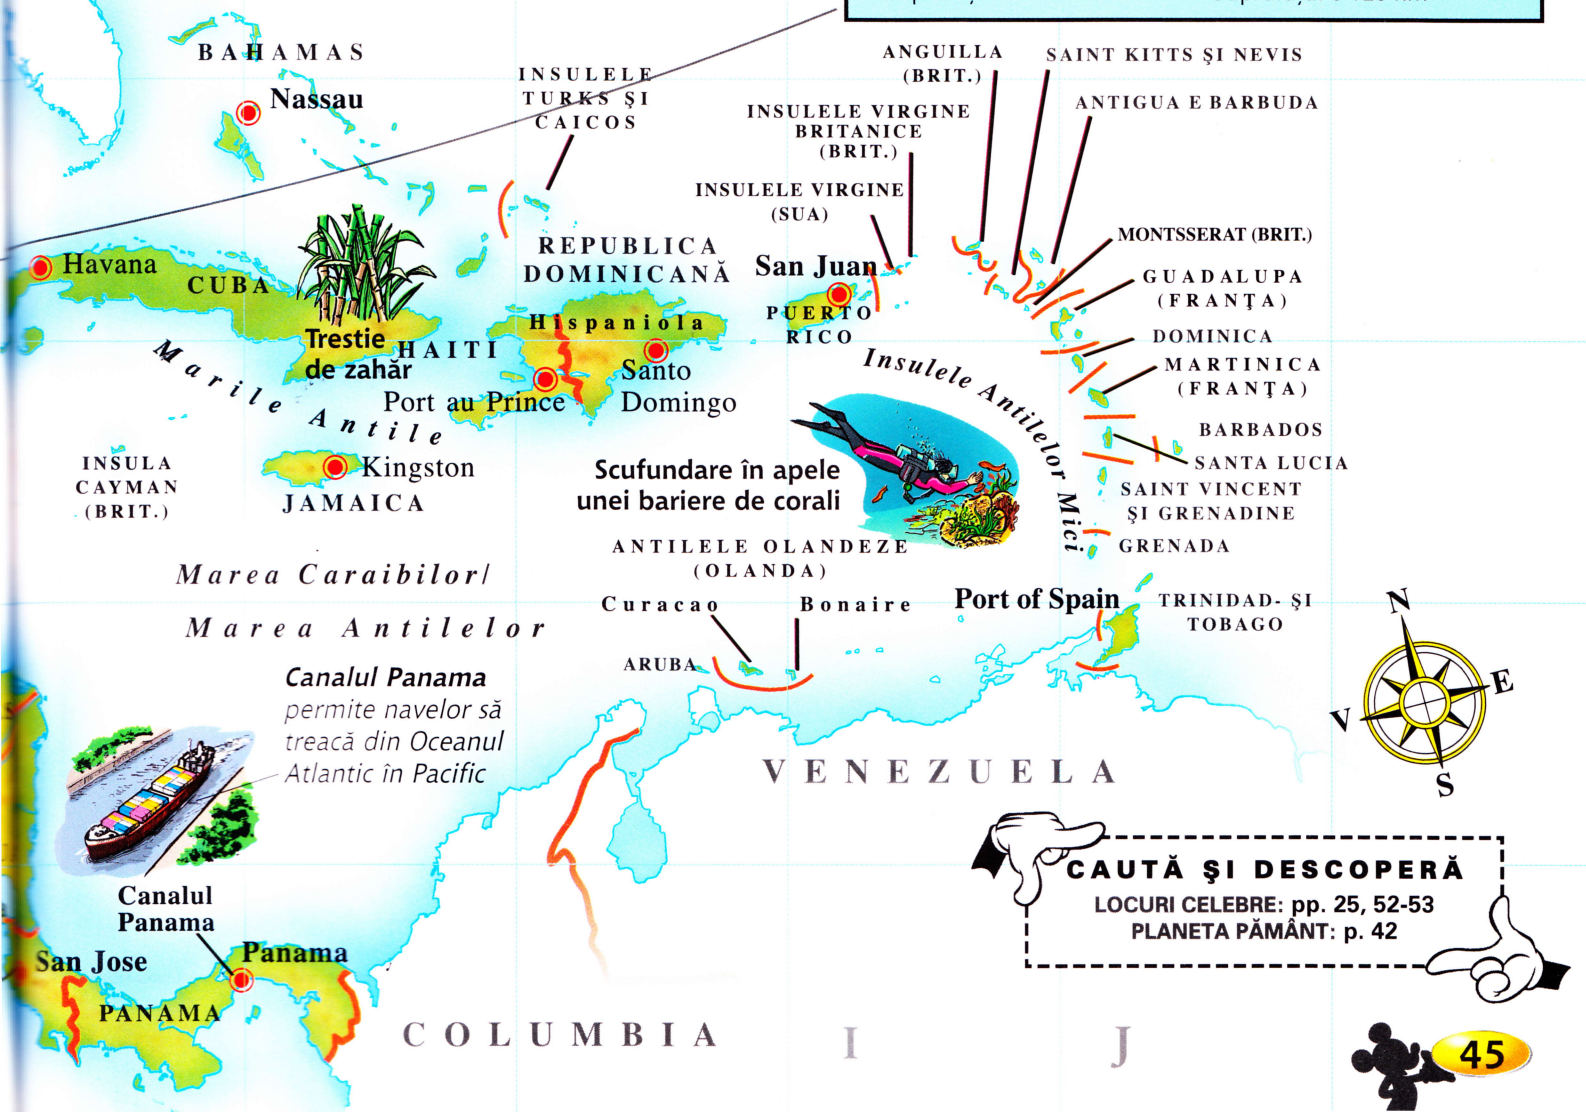 BAHAMAS
Nassau
INSULELE
TURKS ŞI
CAICOS
ANGUILLA
(BRIT.)
SAINT KITTS ŞI NEVIS
ANTIGUA E BARBUDA
INSULELE VIRGINE
BRITANICE
(BRIT.)
INSULELE VIRGINE
(SUA)
MONTSSERAT (BRIT.)
GUADALUPA
(FRANŢA)
DOMINICA
MARTINICA
(FRANŢA)
BARBADOS
SANTA LUCIA
SAINT VINCENT
ŞI GRENADINE
GRENADA
Havana
CUBA
Trestie
de zahăr
REPUBLICA
DOMINICANĂ
San Juan
PUERTO
RICO
Hispaniola
HAITI
Santo
Domingo
Port au Prince
Marile Antile
Insulele Antilelor Mici
INSULA
CAYMAN
(BRIT.)
Kingston
JAMAICA
Scufundare în apele
unei bariere de corali
ANTILELE OLANDEZE
(OLANDA)
Curacao
Bonaire
ARUBA
Port of Spain
TRINIDAD- ŞI
TOBAGO
Marea Caraibilor/
Marea Antilelor
N
E
V
S
Canalul Panama
permite navelor să
treacă din Oceanul
Atlantic în Pacific
VENEZUELA
Canalul
Panama
San Jose
Panama
PANAMA
COLUMBIA
I
J
CAUTĂ ŞI DESCOPERĂ
LOCURI CELEBRE: pp. 25, 52-53
PLANETA PĂMÂNT: p. 42
45